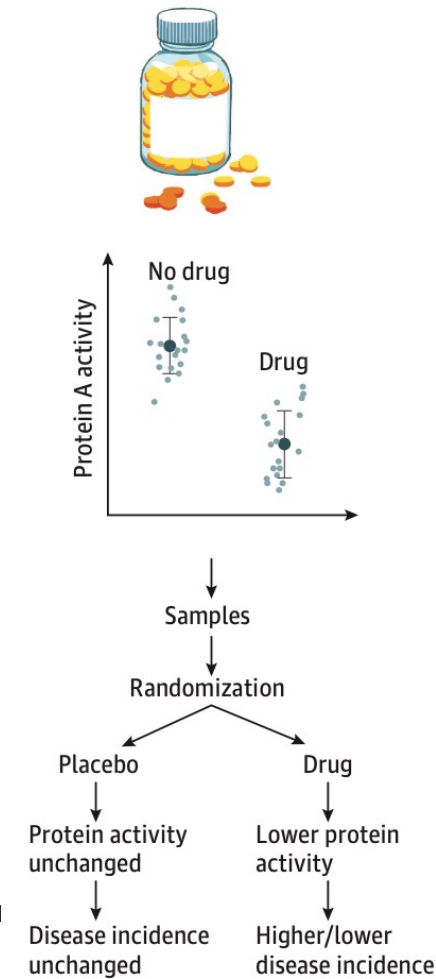 No drug
Drug
Protein A activity
Samples
Randomization
Placebo
Drug
Protein activity
unchanged
Lower protein
activity
Disease incidence
unchanged
Higher/lower
disease incidence